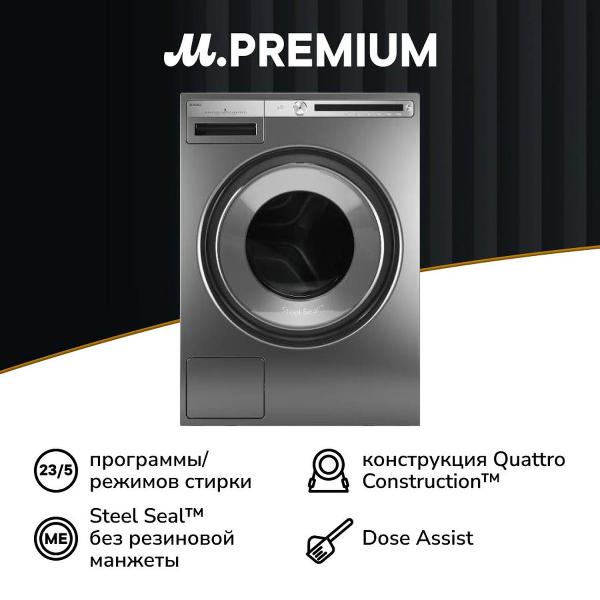 м.PREMIUM
Steel Seal
23/5
программы/
режимов стирки
конструкция Quattro
Construction™
ME
Steel Seal™
без резиновой
манжеты
Dose Assist